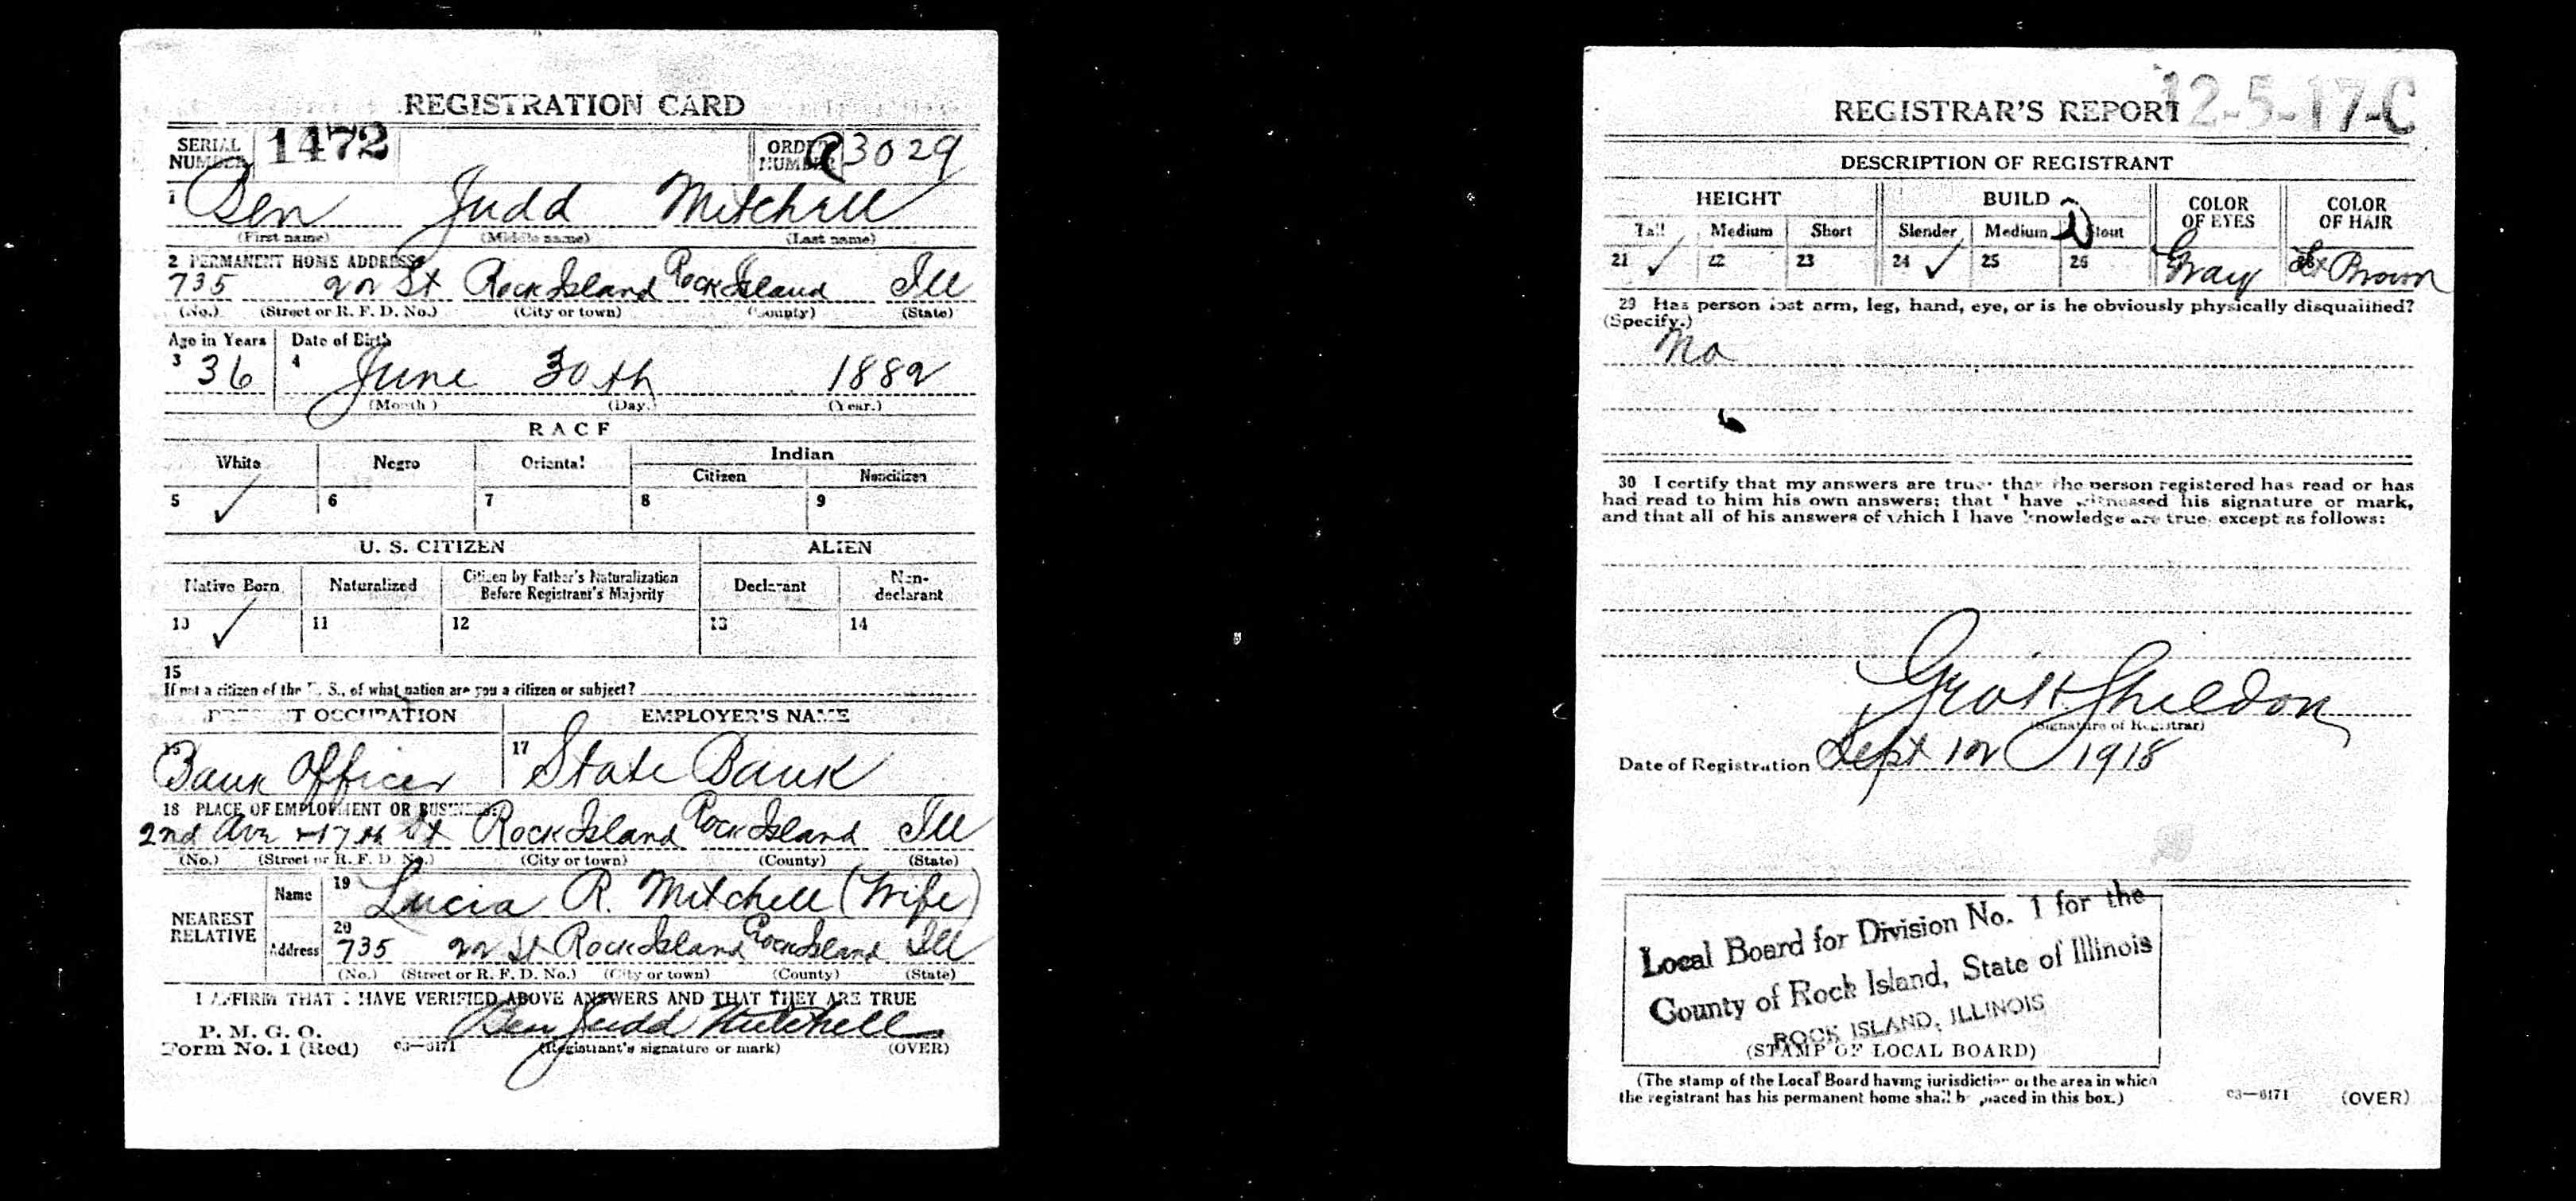 REGISTRATION CARD
SERIAL NUMBER 1472 ORDER NUMBER A3029
1 Ben Judd Mitchell
(First name) (Middle name) (Last name)
2 PERMANENT HOME ADDRESS
735 22 St Rock Island Rock Island Ill
(No.) (Street or R. F. D. No.) (City or town) (County) (State)
Age in Years Date of Birth
3 36 4 June 30th 1882
(Month) (Day.) (Year.)
RACE
White Negro Oriental Indian
Citizen Noncitizen
5 ✓ 6 7 8 9
U. S. CITIZEN ALIEN
Native Born Naturalized Citizen by Father's Naturalization Before Registrant's Majority Declarant Non-declarant
10 ✓ 11 12 13 14
15
If not a citizen of the U. S., of what nation are you a citizen or subject?
PRESENT OCCUPATION EMPLOYER'S NAME
16 Bank Officer 17 State Bank
18 PLACE OF EMPLOYMENT OR BUSINESS:
2nd Ave + 17th St Rock Island Rock Island Ill
(No.) (Street or R. F. D. No.) (City or town) (County) (State)
NEAREST RELATIVE
Name 19 Lucia R. Mitchell (Wife)
Address 20 735 22 St Rock Island Rock Island Ill
(No.) (Street or R. F. D. No.) (City or town) (County) (State)
I AFFIRM THAT I HAVE VERIFIED ABOVE ANSWERS AND THAT THEY ARE TRUE
P. M. G. O.
Form No. 1 (Red) 03—6171 Ben Judd Mitchell
(Registrant's signature or mark) (OVER)
REGISTRAR'S REPORT 12-5-17-C
DESCRIPTION OF REGISTRANT
HEIGHT BUILD COLOR OF EYES COLOR OF HAIR
Tall Medium Short Slender Medium Stout
21 ✓ 22 23 24 ✓ 25 26 Gray Lt Brown
29 Has person lost arm, leg, hand, eye, or is he obviously physically disqualified?
(Specify.)
No
30 I certify that my answers are true; that the person registered has read or has
had read to him his own answers; that I have witnessed his signature or mark,
and that all of his answers of which I have knowledge are true, except as follows:
Sheldon
(Signature of Registrar)
Date of Registration Sept 12 1918
Local Board for Division No. 1 for the
County of Rock Island, State of Illinois
ROCK ISLAND, ILLINOIS
(STAMP OF LOCAL BOARD)
(The stamp of the Local Board having jurisdiction of the area in which
the registrant has his permanent home shall be placed in this box.)
03—6171 (OVER)